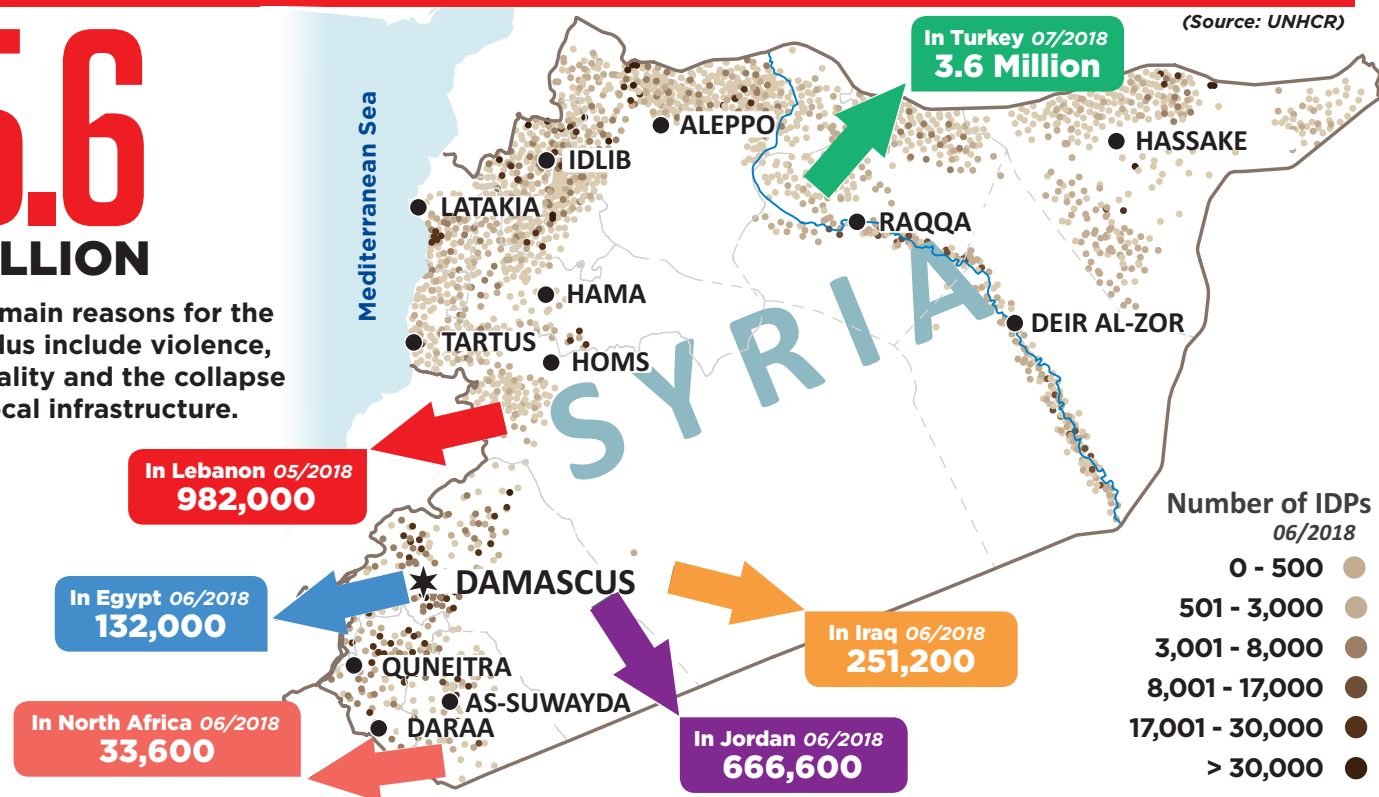 5.6
LLION
main reasons for the
dus include violence,
ality and the collapse
cal infrastructure.
(Source: UNHCR)
In Turkey 07/2018
3.6 Million
Mediterranean Sea
ALEPPO
IDLIB
HASSAKE
LATAKIA
RAQQA
HAMA
DEIR AL-ZOR
TARTUS
HOMS
SYRIA
In Lebanon 05/2018
982,000
DAMASCUS
In Egypt 06/2018
132,000
In Iraq 06/2018
251,200
QUNEITRA
AS-SUWAYDA
DARAA
In North Africa 06/2018
33,600
In Jordan 06/2018
666,600
Number of IDPs
06/2018
0 - 500
501 - 3,000
3,001 - 8,000
8,001 - 17,000
17,001 - 30,000
> 30,000